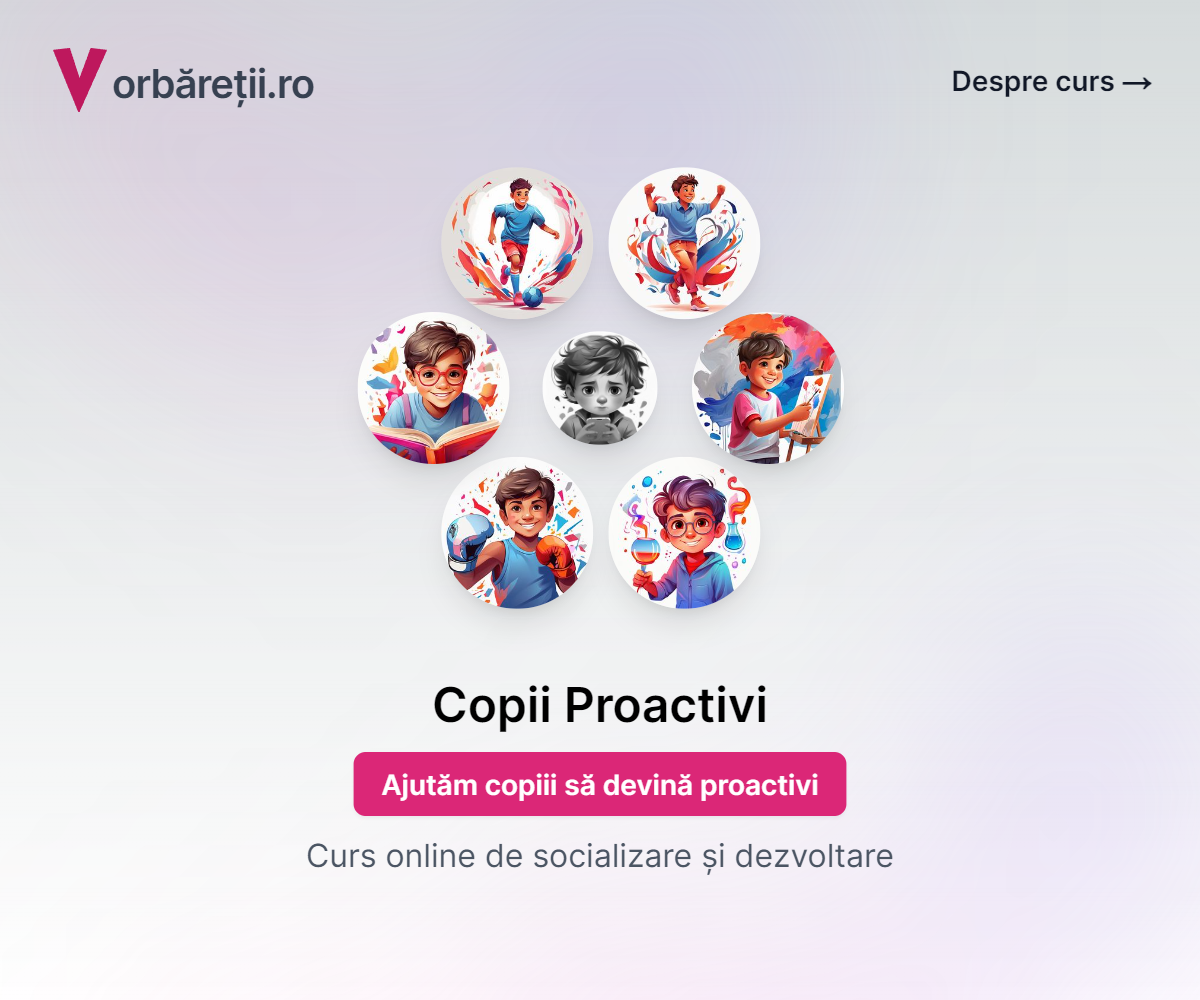 Vorbăreții.ro
Despre curs →
Copii Proactivi
Ajutăm copiii să devină proactivi
Curs online de socializare și dezvoltare